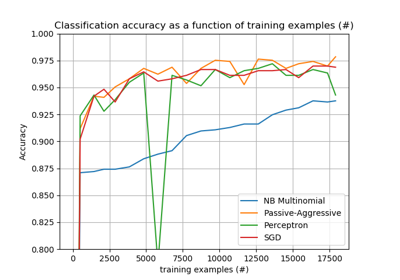 Classification accuracy as a function of training examples (#)
1.000
0.975
0.950
0.925
0.900
0.875
0.850
0.825
0.800
Accuracy
NB Multinomial
Passive-Aggressive
Perceptron
SGD
0 2500 5000 7500 10000 12500 15000 17500
training examples (#)